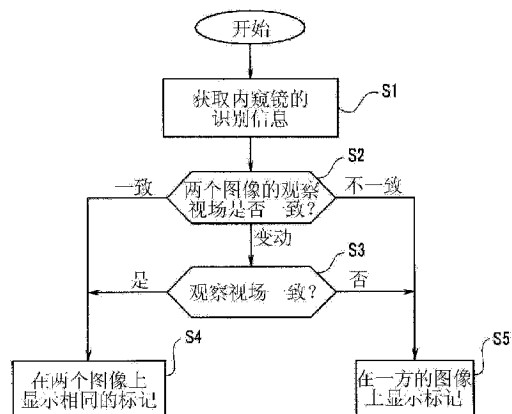 开始
获取内窥镜的
识别信息
S1
S2
一致
两个图像的观察
视场是否一致？
不一致
变动
S3
是
观察视场一致？
否
S4
在两个图像上
显示相同的标记
S5
在一方的图像
上显示标记